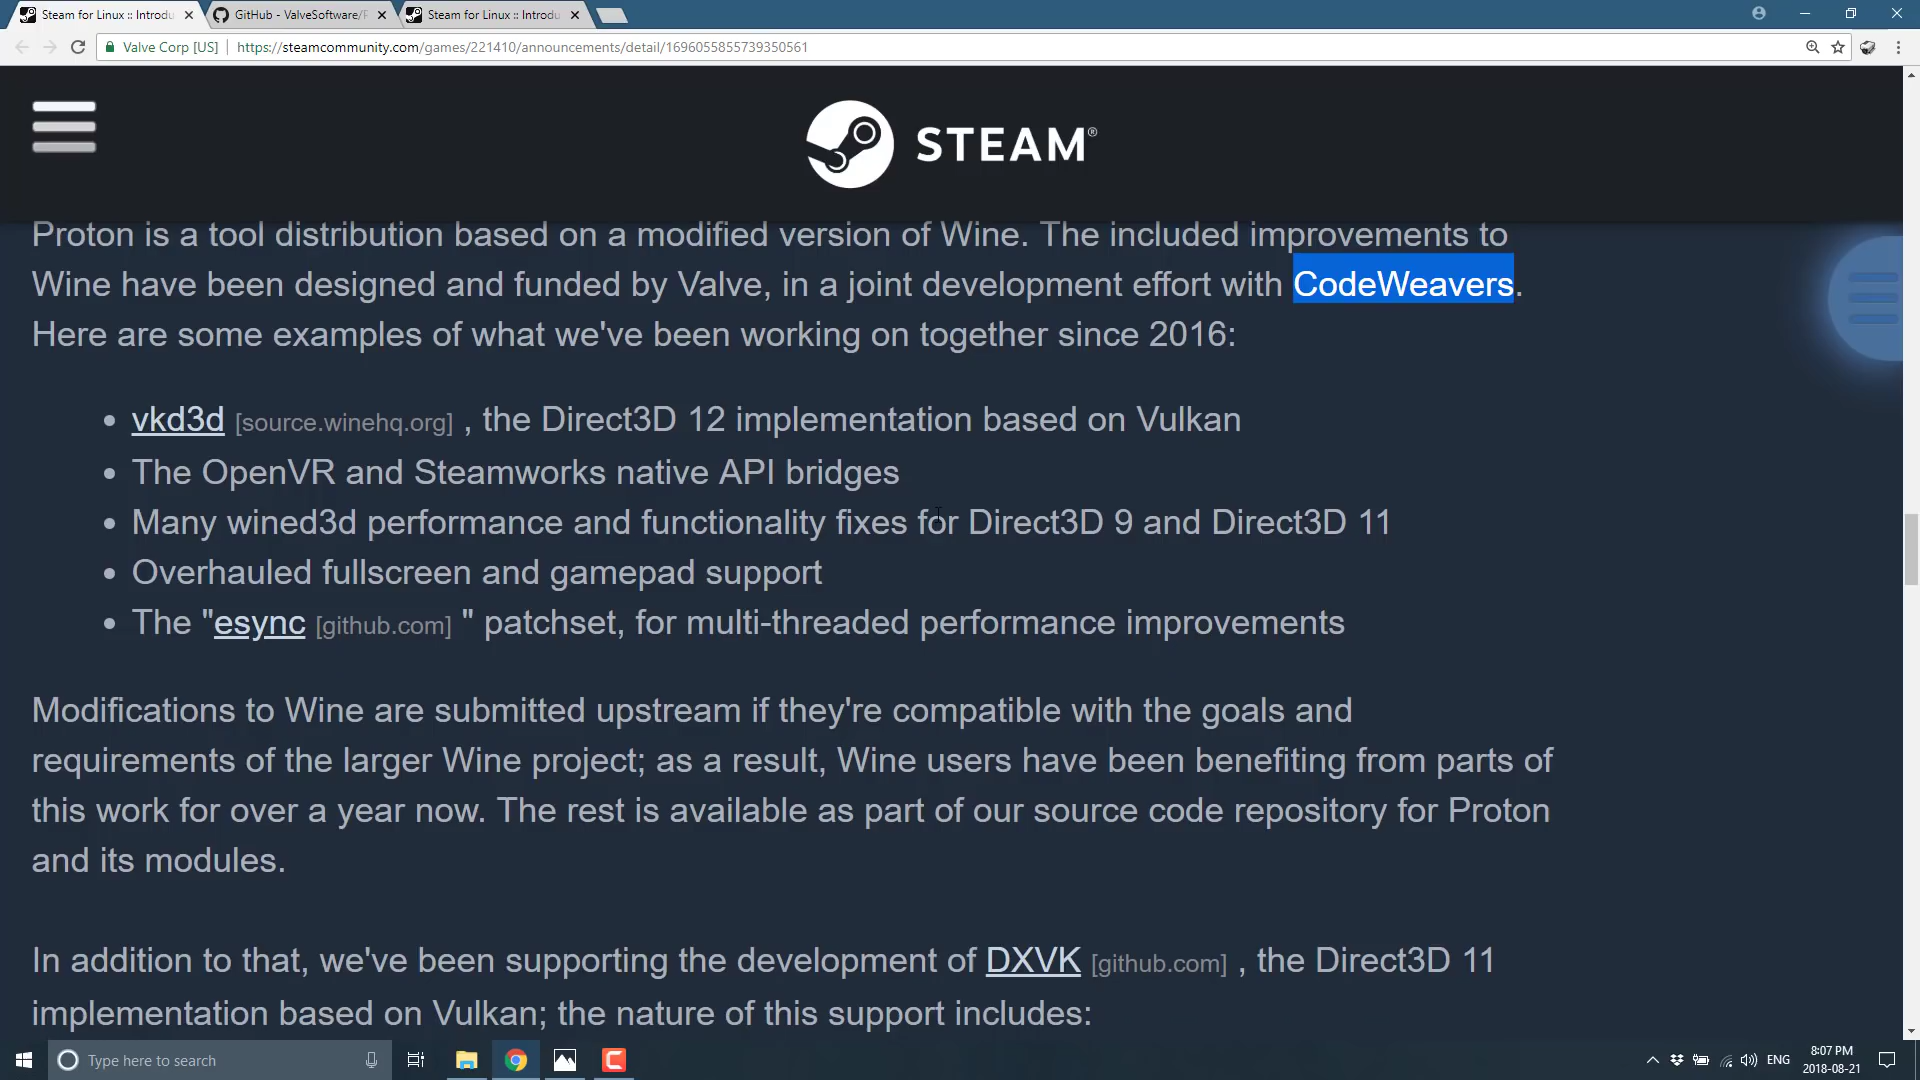 Steam for Linux :: Introdu
GitHub - ValveSoftware/P
Steam for Linux :: Introdu
Valve Corp [US]
https://steamcommunity.com/games/221410/announcements/detail/1696055855739350561
STEAM®
Proton is a tool distribution based on a modified version of Wine. The included improvements to
Wine have been designed and funded by Valve, in a joint development effort with CodeWeavers.
Here are some examples of what we've been working on together since 2016:
• vkd3d [source.winehq.org] , the Direct3D 12 implementation based on Vulkan
• The OpenVR and Steamworks native API bridges
• Many wined3d performance and functionality fixes for Direct3D 9 and Direct3D 11
• Overhauled fullscreen and gamepad support
• The "esync [github.com] " patchset, for multi-threaded performance improvements
Modifications to Wine are submitted upstream if they're compatible with the goals and
requirements of the larger Wine project; as a result, Wine users have been benefiting from parts of
this work for over a year now. The rest is available as part of our source code repository for Proton
and its modules.
In addition to that, we've been supporting the development of DXVK [github.com] , the Direct3D 11
implementation based on Vulkan; the nature of this support includes:
Type here to search
ENG
8:07 PM
2018-08-21